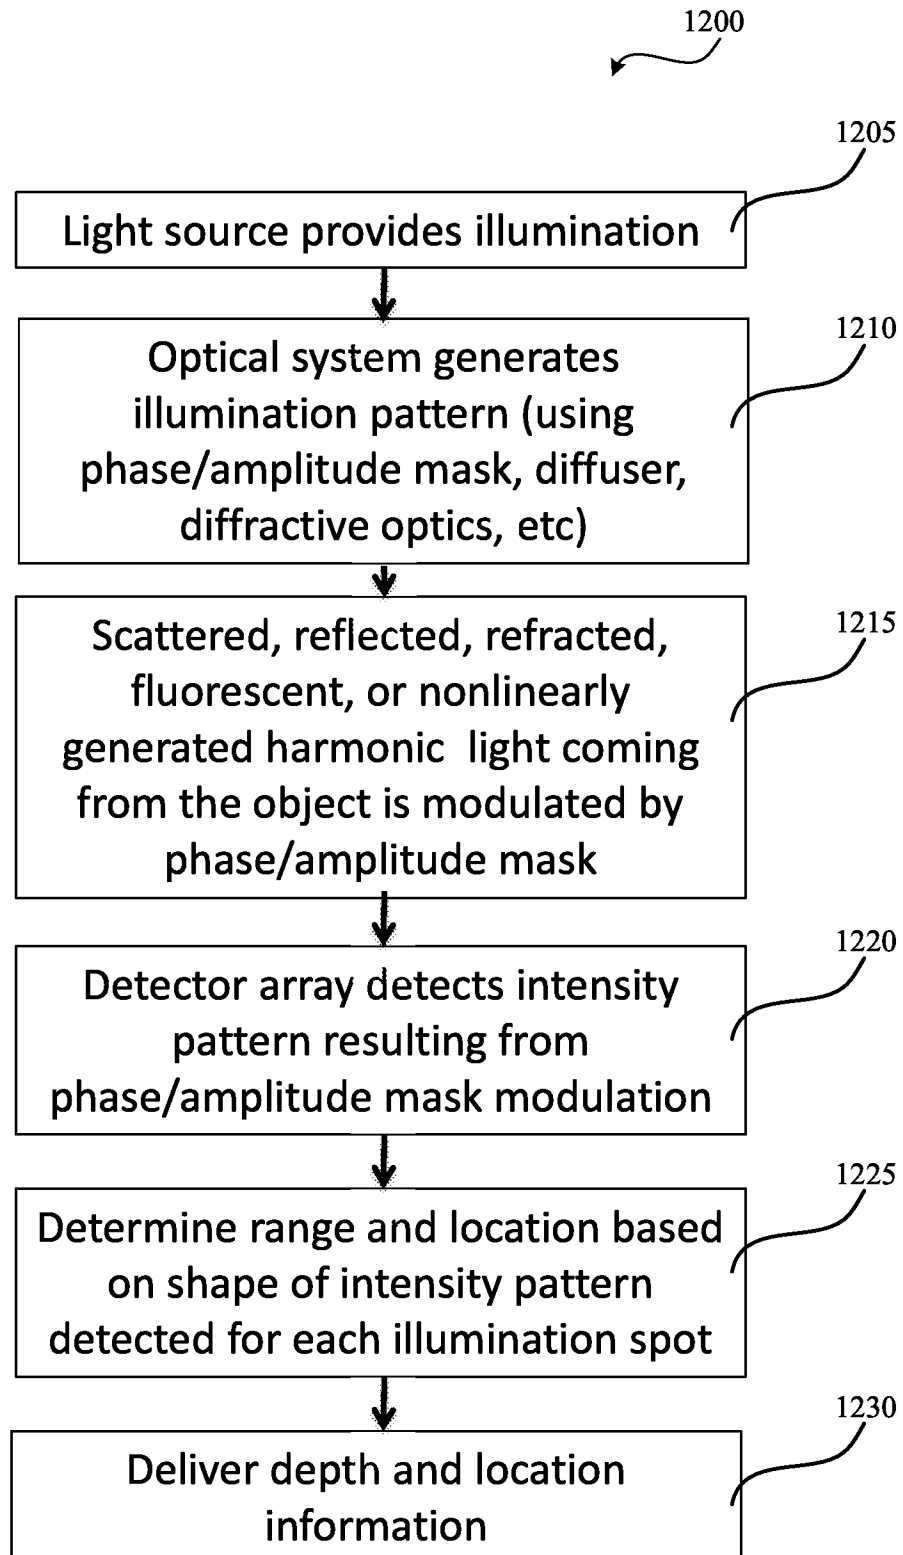 1200
1205
Light source provides illumination
1210
Optical system generates
illumination pattern (using
phase/amplitude mask, diffuser,
diffractive optics, etc)
1215
Scattered, reflected, refracted,
fluorescent, or nonlinearly
generated harmonic light coming
from the object is modulated by
phase/amplitude mask
1220
Detector array detects intensity
pattern resulting from
phase/amplitude mask modulation
1225
Determine range and location based
on shape of intensity pattern
detected for each illumination spot
1230
Deliver depth and location
information